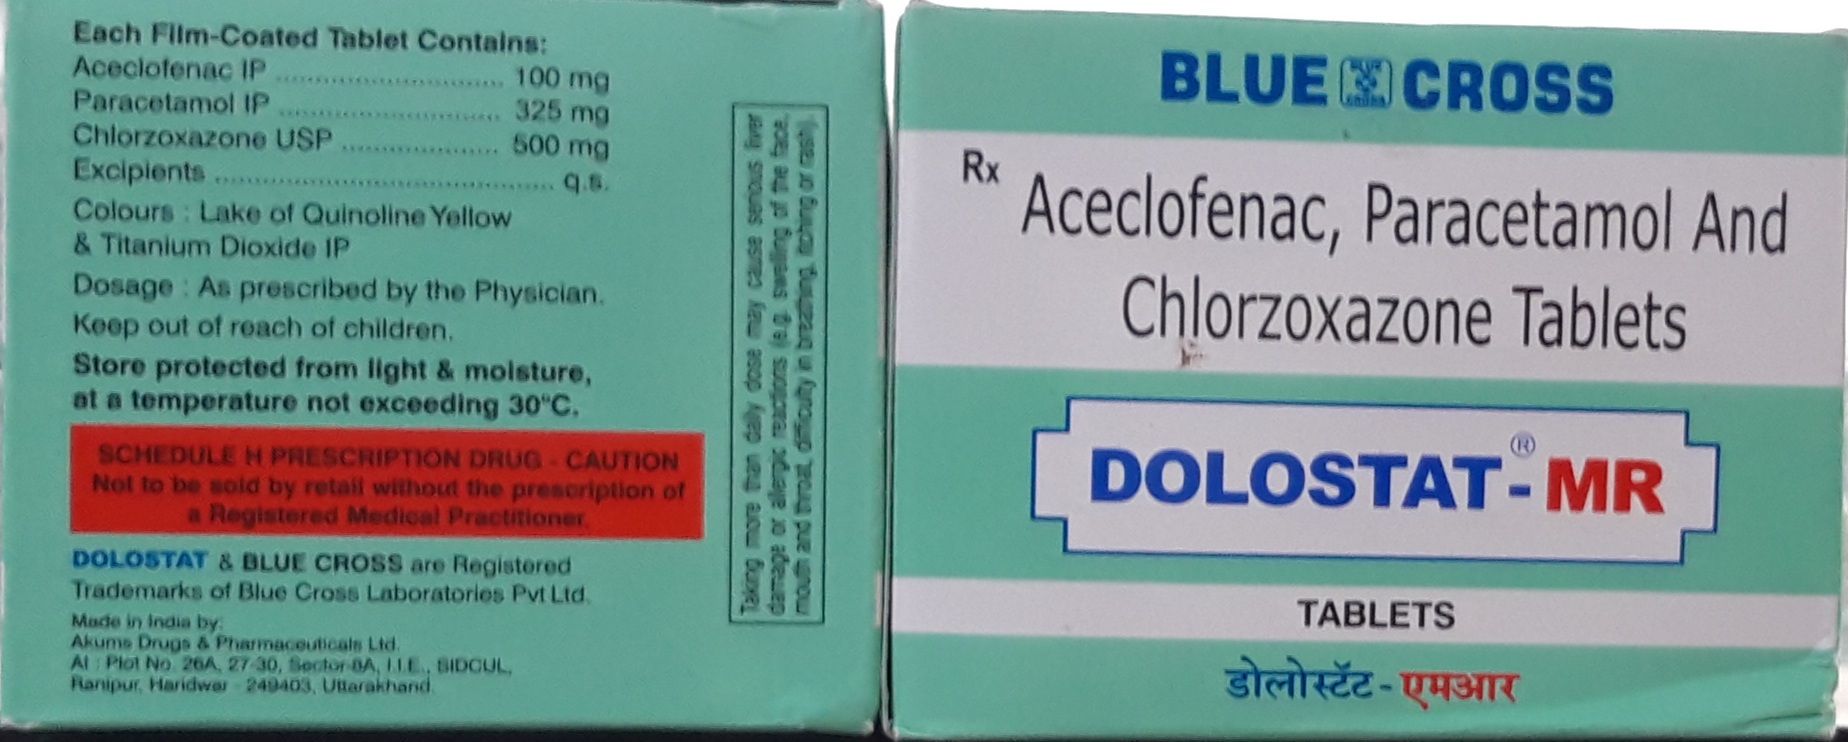 Each Film-Coated Tablet Contains:
Aceclofenac IP ............................ 100 mg
Paracetamol IP ........................... 325 mg
Chlorzoxazone USP ................... 500 mg
Excipients ......................................... q.s.
Colours : Lake of Quinoline Yellow
& Titanium Dioxide IP
Dosage : As prescribed by the Physician.
Keep out of reach of children.
Store protected from light & moisture,
at a temperature not exceeding 30°C.
SCHEDULE H PRESCRIPTION DRUG - CAUTION
Not to be sold by retail without the prescription of
a Registered Medical Practitioner.
DOLOSTAT & BLUE CROSS are Registered
Trademarks of Blue Cross Laboratories Pvt Ltd.
Made in India by:
Akums Drugs & Pharmaceuticals Ltd.
At : Plot No. 26A, 27-30, Sector-8A, I.I.E., SIDCUL,
Ranipur, Haridwar - 249403, Uttarakhand.
Taking more than daily dose may cause serious liver
damage or allergic reactions (e.g. swelling of the face,
mouth and throat, difficulty in breathing, itching or rash).
BLUE BLUE CROSS CROSS
Rx Aceclofenac, Paracetamol And
Chlorzoxazone Tablets
DOLOSTAT®-MR
TABLETS
डोलोस्टॅट - एमआर